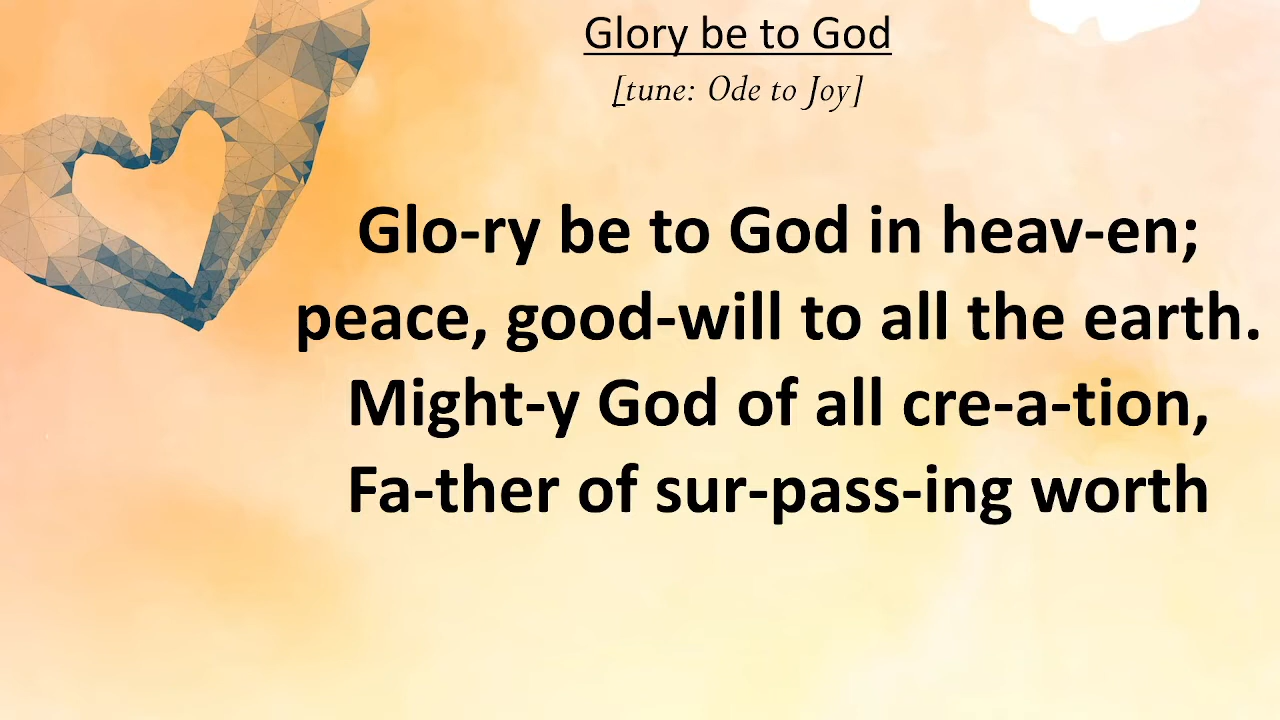 Glory be to God
[tune: Ode to Joy]
Glo-ry be to God in heav-en;
peace, good-will to all the earth.
Might-y God of all cre-a-tion,
Fa-ther of sur-pass-ing worth